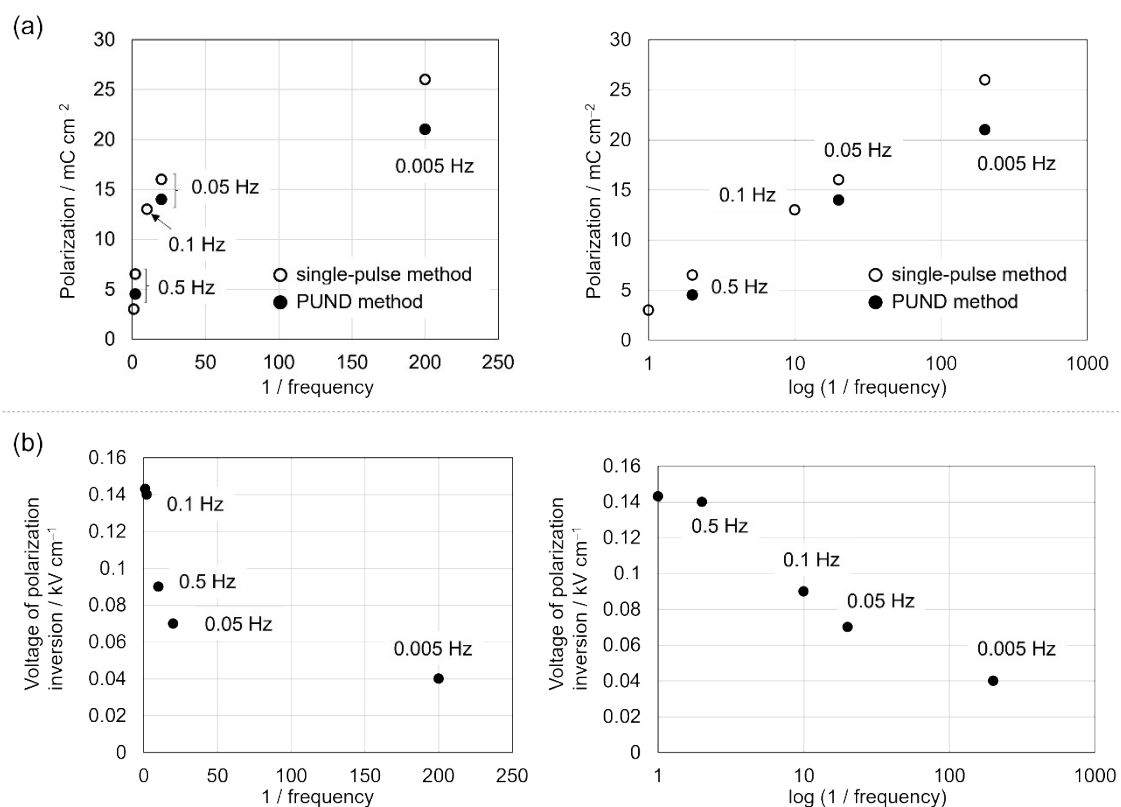 (a)
30
25
20
15
10
5
0
Polarization / mC cm⁻²
0.005 Hz
0.05 Hz
0.1 Hz
0.5 Hz
single-pulse method
PUND method
0 50 100 150 200 250
1 / frequency
30
25
20
15
10
5
0
Polarization / mC cm⁻²
0.05 Hz
0.005 Hz
0.1 Hz
0.5 Hz
single-pulse method
PUND method
1 10 100 1000
log (1 / frequency)
(b)
0.16
0.14
0.12
0.1
0.08
0.06
0.04
0.02
0
Voltage of polarization
inversion / kV cm⁻¹
0.1 Hz
0.5 Hz
0.05 Hz
0.005 Hz
0 50 100 150 200 250
1 / frequency
0.16
0.14
0.12
0.1
0.08
0.06
0.04
0.02
0
Voltage of polarization
inversion / kV cm⁻¹
0.5 Hz
0.1 Hz
0.05 Hz
0.005 Hz
1 10 100 1000
log (1 / frequency)